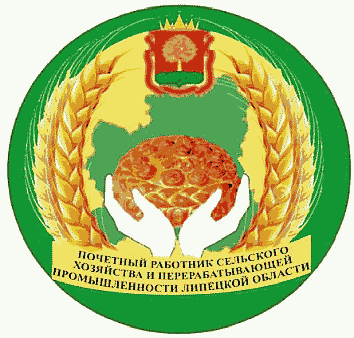 ПОЧЕТНЫЙ РАБОТНИК СЕЛЬСКОГО
ХОЗЯЙСТВА И ПЕРЕРАБАТЫВАЮЩЕЙ
ПРОМЫШЛЕННОСТИ ЛИПЕЦКОЙ ОБЛАСТИ